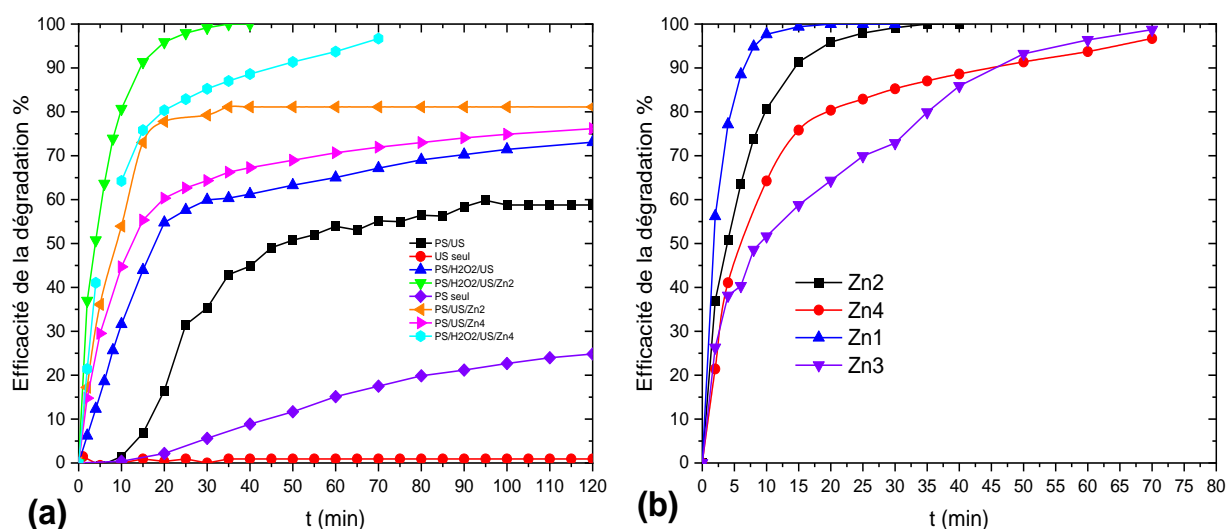 Efficacité de la dégradation %
100
90
80
70
60
50
40
30
20
10
0
0 10 20 30 40 50 60 70 80 90 100 110 120
t (min)
(a)
PS/US
US seul
PS/H2O2/US
PS/H2O2/US/Zn2
PS seul
PS/US/Zn2
PS/US/Zn4
PS/H2O2/US/Zn4
Efficacité de la dégradation %
100
90
80
70
60
50
40
30
20
10
0
0 5 10 15 20 25 30 35 40 45 50 55 60 65 70 75 80
t (min)
(b)
Zn2
Zn4
Zn1
Zn3